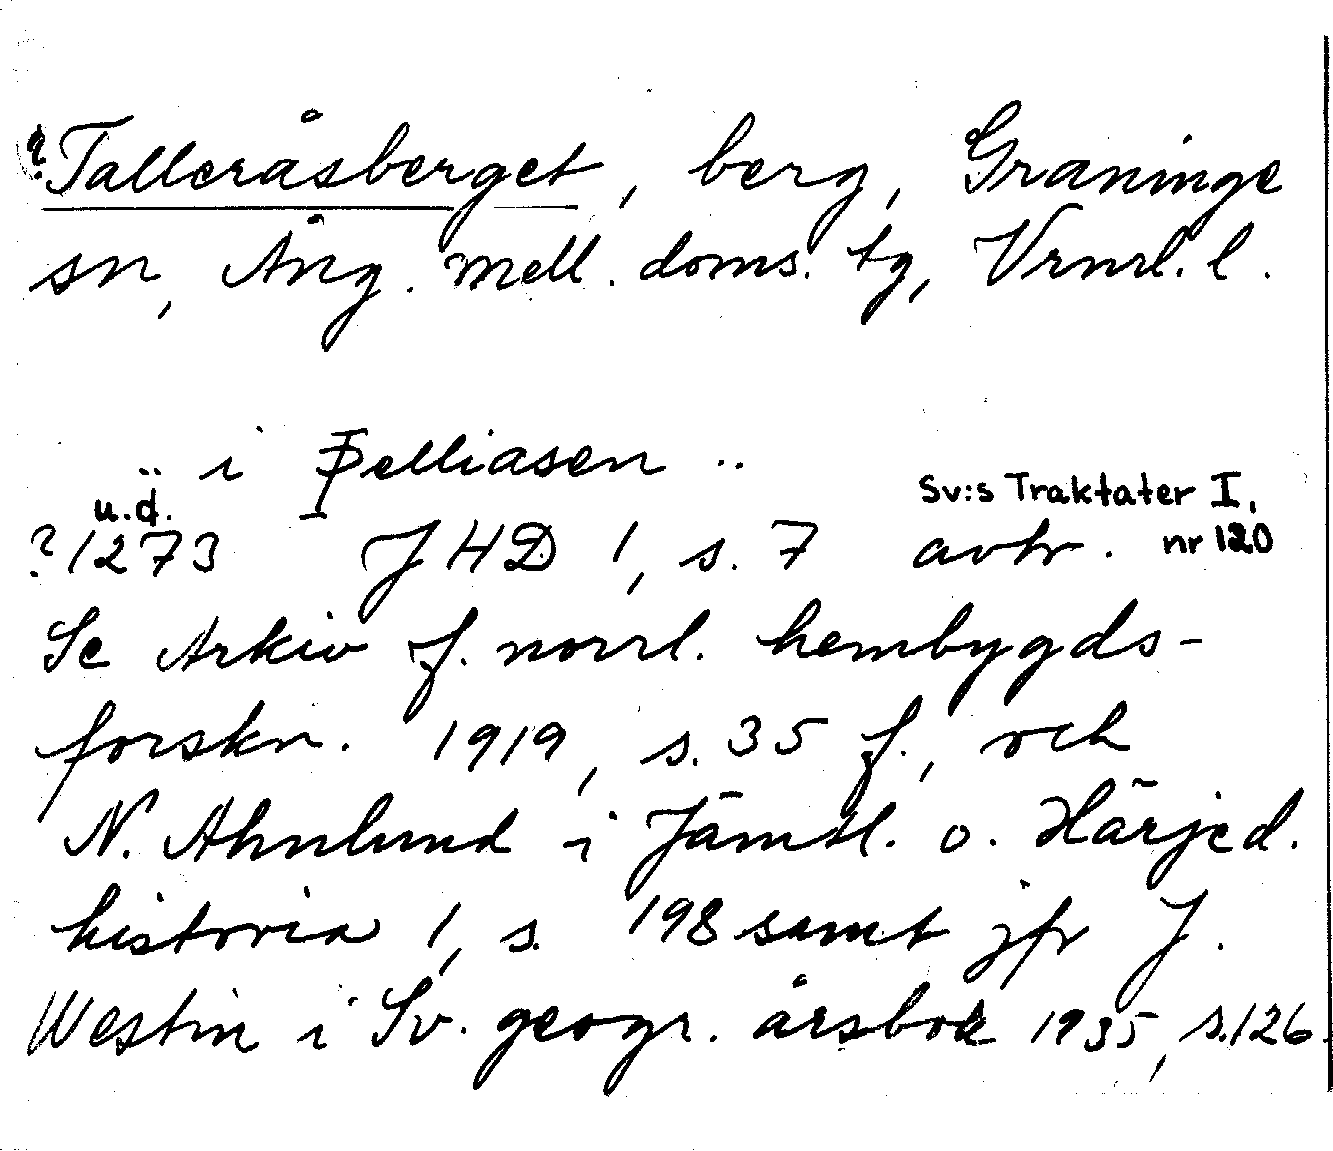 ? Talleråsberget, berg, Graninge
sn, Ång. mell. doms. tg, Vrnrl. l.
.. i Þelliasen ..
u.d. Sv:s Traktater I,
?1273 JHD 1, s. 7 avtr. nr 120
Se Arkiv f. norrl. hembygds-
forskn. 1919, s. 35 f., och
N. Ahnlund i Jämtl. o. Härjed.
historia 1, s. 198 samt jfr J.
Westin i Sv. geogr. årsbok 1935, s.126.